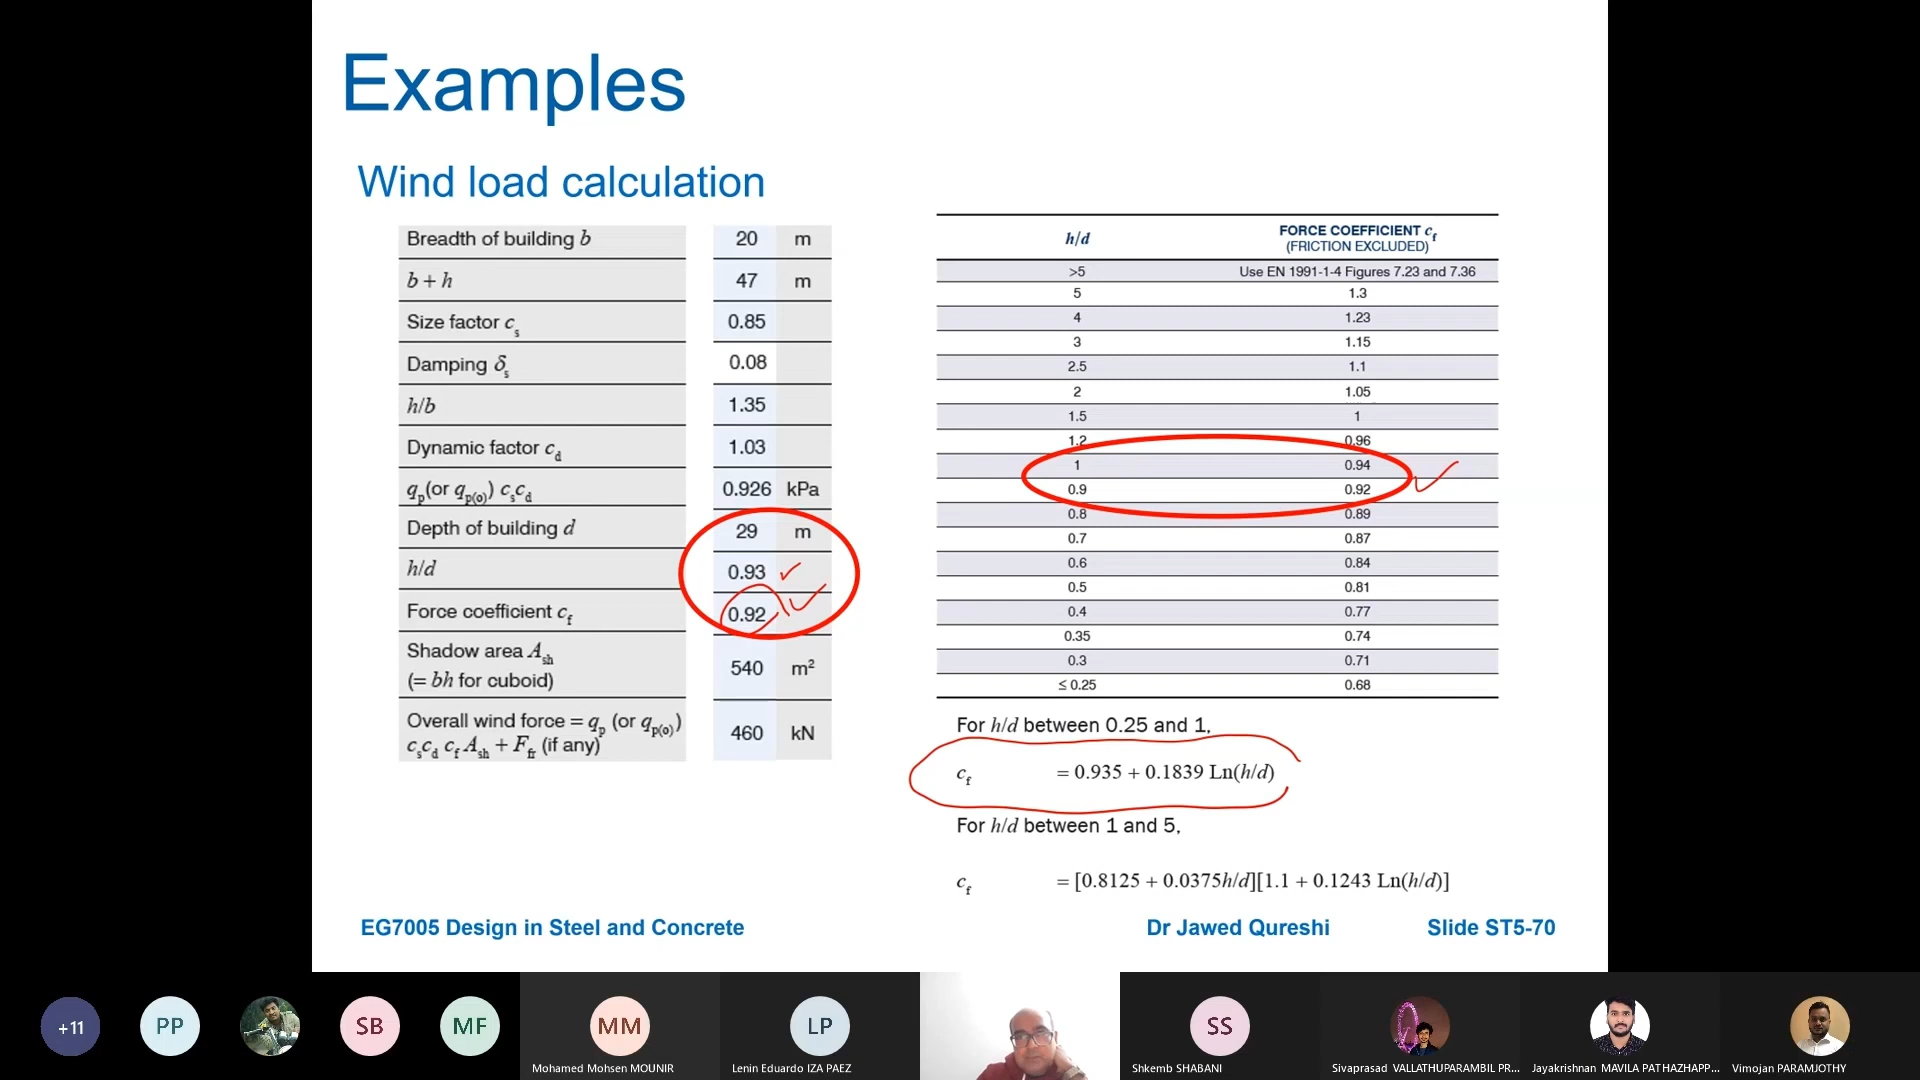 Examples
Wind load calculation
Breadth of building b 20 m
b + h 47 m
Size factor cs 0.85
Damping δs 0.08
h/b 1.35
Dynamic factor cd 1.03
qp(or qp(o)) cscd 0.926 kPa
Depth of building d 29 m
h/d 0.93
Force coefficient cf 0.92
Shadow area Ash
(= bh for cuboid) 540 m²
Overall wind force = qp (or qp(o))
cscd cf Ash + Ffr (if any) 460 kN
h/d FORCE COEFFICIENT cf
(FRICTION EXCLUDED)
>5 Use EN 1991-1-4 Figures 7.23 and 7.36
5 1.3
4 1.23
3 1.15
2.5 1.1
2 1.05
1.5 1
1.2 0.96
1 0.94
0.9 0.92
0.8 0.89
0.7 0.87
0.6 0.84
0.5 0.81
0.4 0.77
0.35 0.74
0.3 0.71
≤ 0.25 0.68
For h/d between 0.25 and 1,
cf = 0.935 + 0.1839 Ln(h/d)
For h/d between 1 and 5,
cf = [0.8125 + 0.0375h/d][1.1 + 0.1243 Ln(h/d)]
EG7005 Design in Steel and Concrete Dr Jawed Qureshi Slide ST5-70
+11 PP SB MF MM LP SS
Mohamed Mohsen MOUNIR Lenin Eduardo IZA PAEZ Shkemb SHABANI Sivaprasad VALLATHUPARAMBIL PR... Jayakrishnan MAVILA PATHAZHAPP... Vimojan PARAMJOTHY